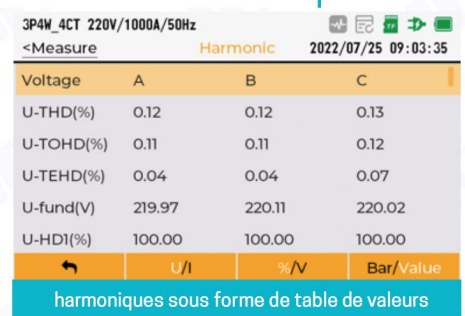 3P4W_4CT 220V/1000A/50Hz
<Measure Harmonic 2022/07/25 09:03:35
Voltage A B C
U-THD(%) 0.12 0.12 0.13
U-TOHD(%) 0.11 0.11 0.12
U-TEHD(%) 0.04 0.04 0.07
U-fund(V) 219.97 220.11 220.02
U-HD1(%) 100.00 100.00 100.00
U/I %/V Bar/Value
harmoniques sous forme de table de valeurs